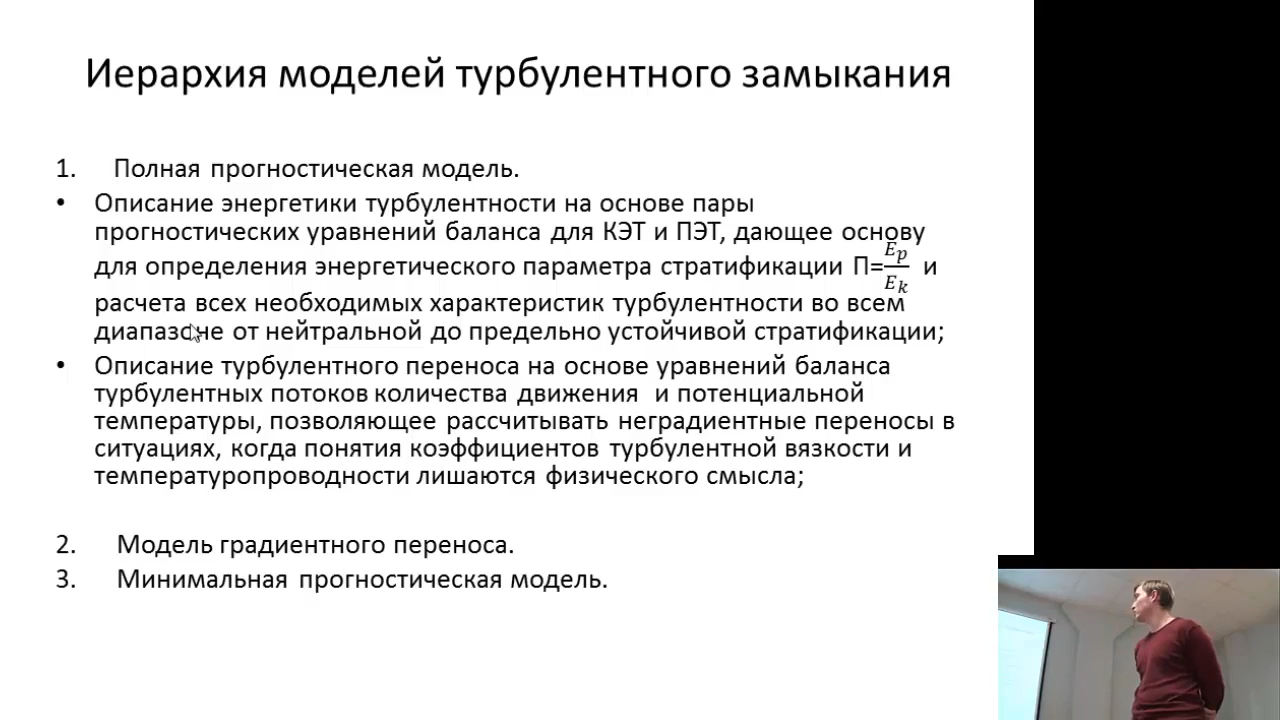 Иерархия моделей турбулентного замыкания
1. Полная прогностическая модель.
• Описание энергетики турбулентности на основе пары
прогностических уравнений баланса для КЭТ и ПЭТ, дающее основу
для определения энергетического параметра стратификации П=\frac{E_p}{E_k} и
расчета всех необходимых характеристик турбулентности во всем
диапазоне от нейтральной до предельно устойчивой стратификации;
• Описание турбулентного переноса на основе уравнений баланса
турбулентных потоков количества движения и потенциальной
температуры, позволяющее рассчитывать неградиентные переносы в
ситуациях, когда понятия коэффициентов турбулентной вязкости и
температуропроводности лишаются физического смысла;
2. Модель градиентного переноса.
3. Минимальная прогностическая модель.